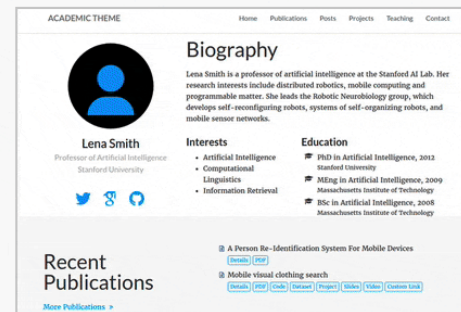 ACADEMIC THEME
Home Publications Posts Projects Teaching Contact
Biography
Lena Smith is a professor of artificial intelligence at the Stanford AI Lab. Her
research interests include distributed robotics, mobile computing and
programmable matter. She leads the Robotic Neurobiology group, which
develops self-reconfiguring robots, systems of self-organizing robots, and
mobile sensor networks.
Lena Smith
Professor of Artificial Intelligence
Stanford University
Interests
Artificial Intelligence
Computational
Linguistics
Information Retrieval
Education
PhD in Artificial Intelligence, 2012
Stanford University
MEng in Artificial Intelligence, 2009
Massachusetts Institute of Technology
BSc in Artificial Intelligence, 2008
Massachusetts Institute of Technology
Recent
Publications
More Publications »
A Person Re-Identification System For Mobile Devices
Details PDF
Mobile visual clothing search
Details PDF Code Dataset Project Slides Video Custom Link